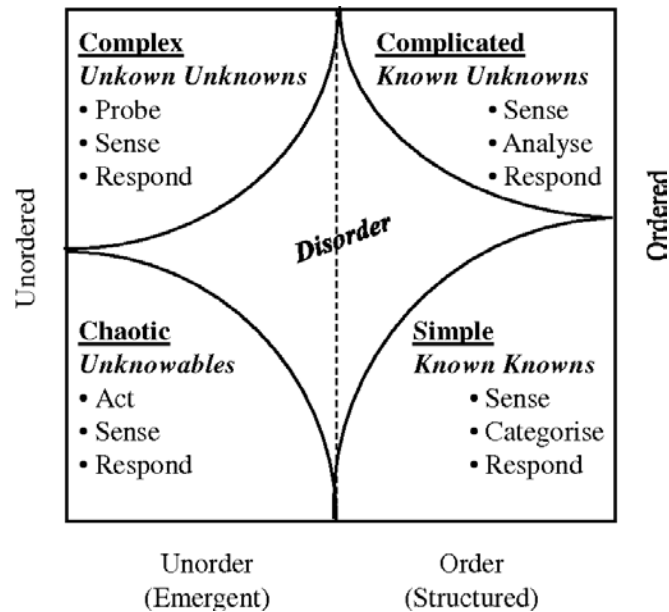 Complex
Unkown Unknowns
• Probe
• Sense
• Respond
Complicated
Known Unknowns
• Sense
• Analyse
• Respond
Unordered
Disorder
Ordered
Chaotic
Unknowables
• Act
• Sense
• Respond
Simple
Known Knowns
• Sense
• Categorise
• Respond
Unorder
(Emergent)
Order
(Structured)